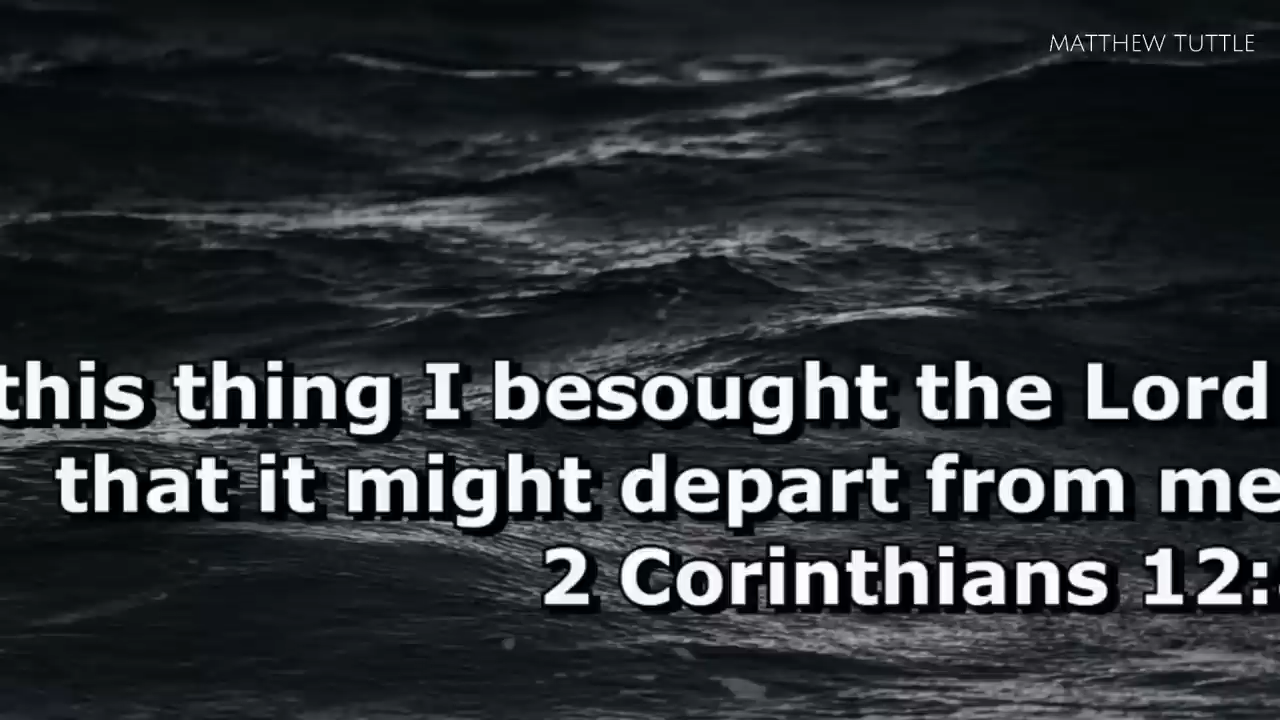 MATTHEW TUTTLE
this thing I besought the Lord
that it might depart from me
2 Corinthians 12: